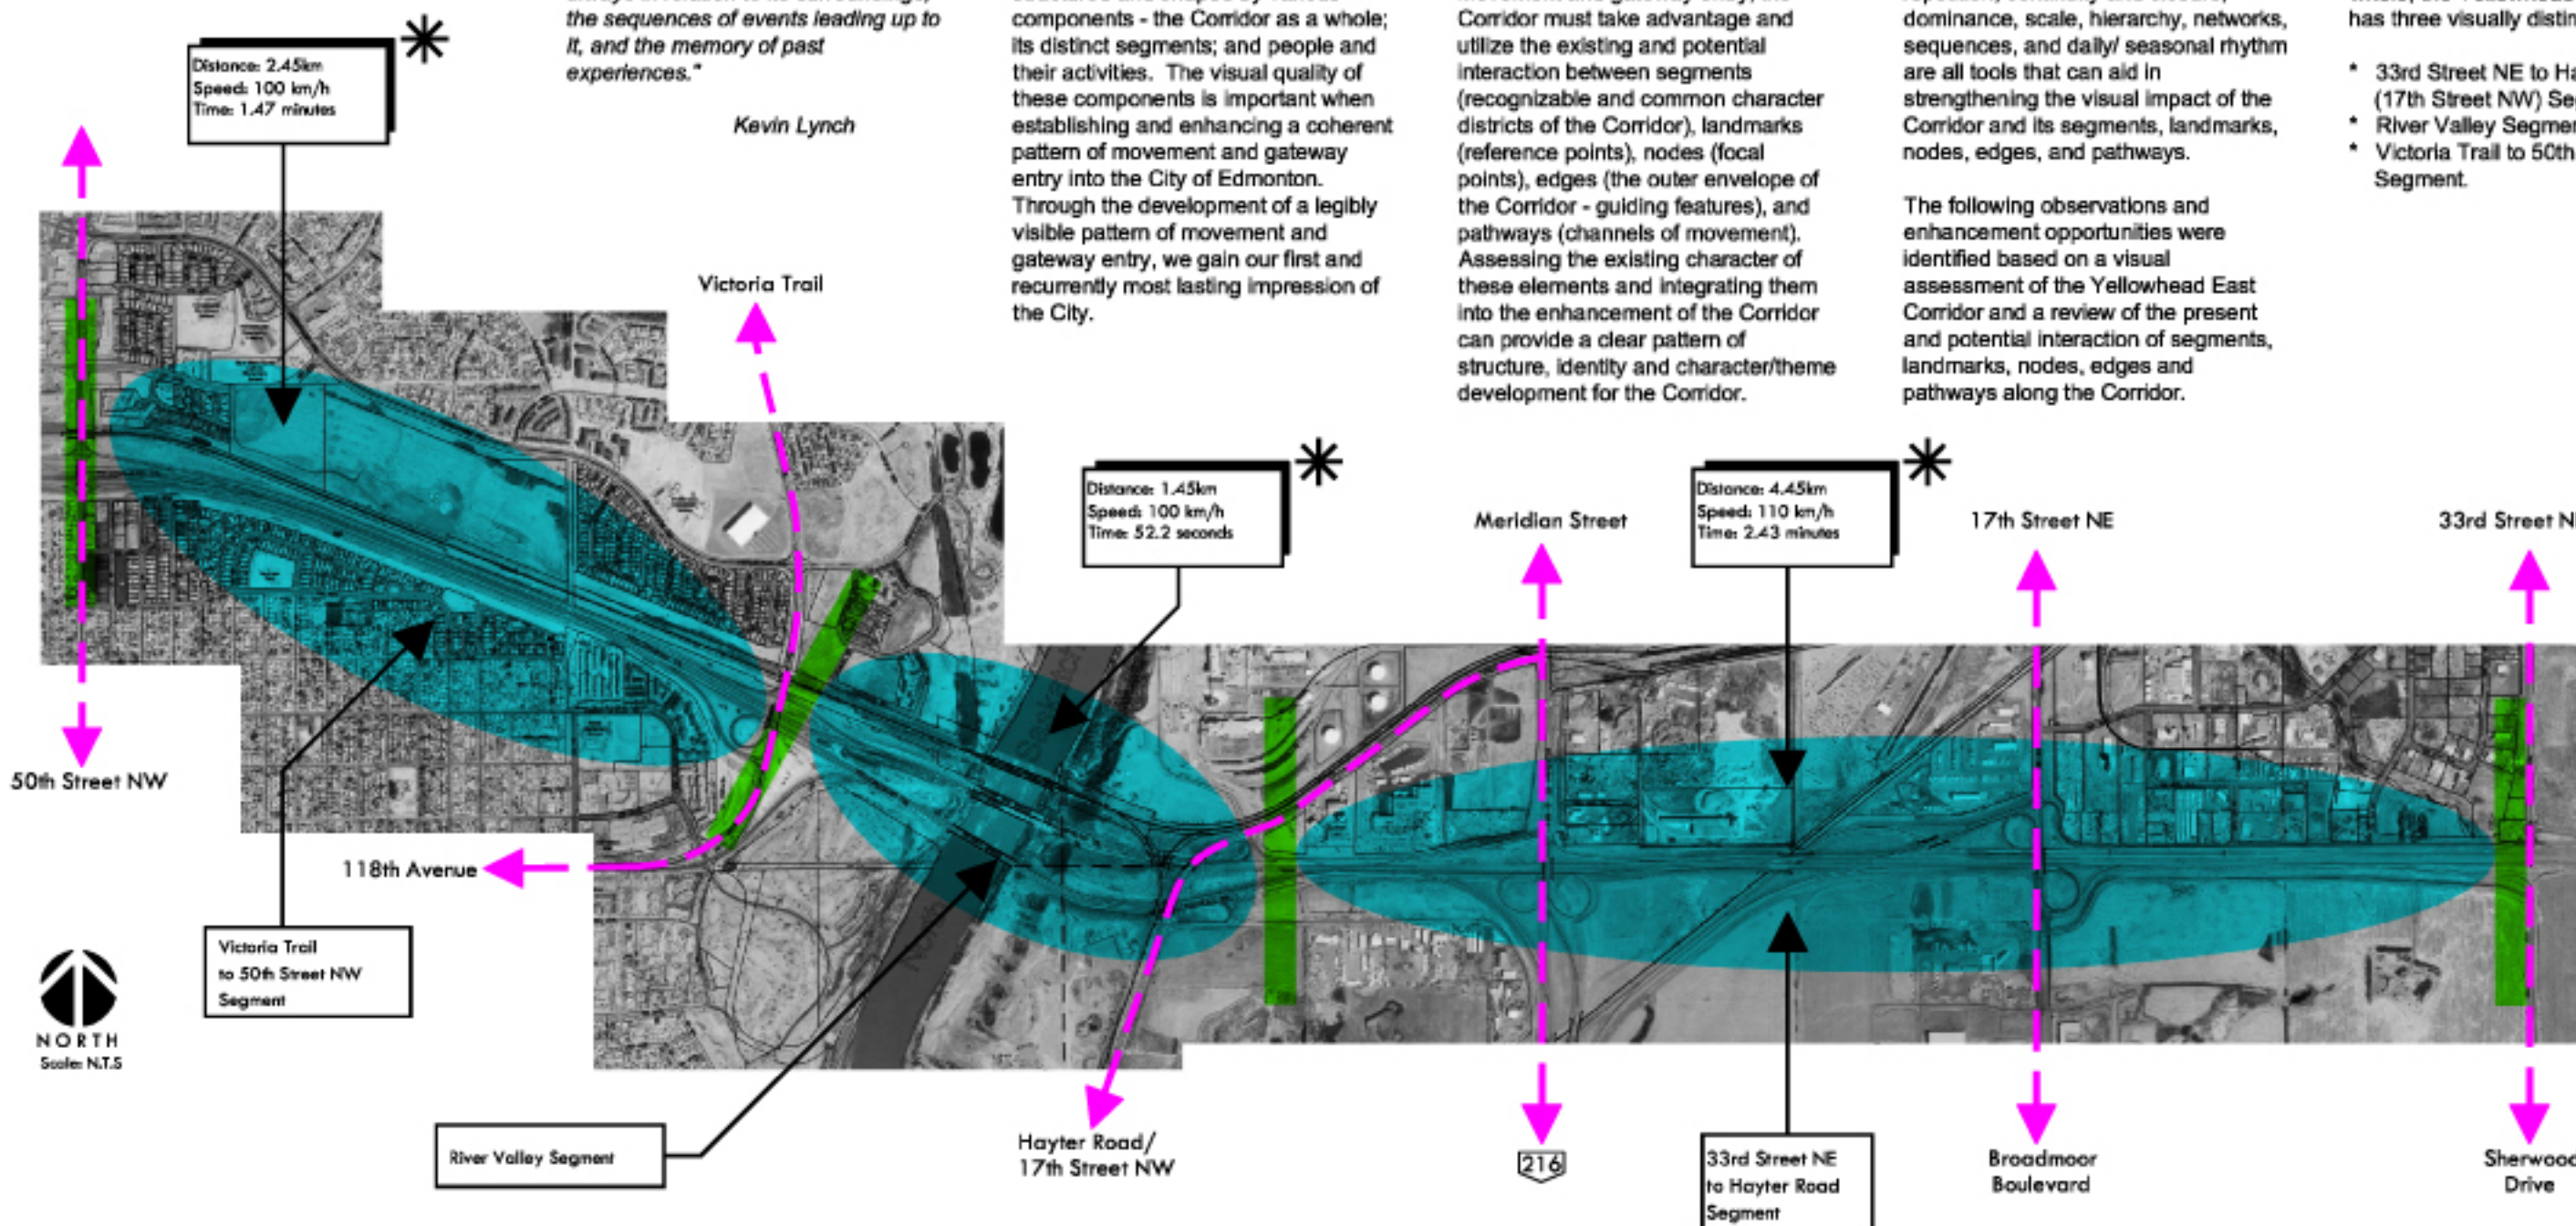 the sequences of events leading up to
it, and the memory of past
experiences."
Kevin Lynch
components - the Corridor as a whole;
its distinct segments; and people and
their activities. The visual quality of
these components is important when
establishing and enhancing a coherent
pattern of movement and gateway
entry into the City of Edmonton.
Through the development of a legibly
visible pattern of movement and
gateway entry, we gain our first and
recurrently most lasting impression of
the City.
Corridor must take advantage and
utilize the existing and potential
interaction between segments
(recognizable and common character
districts of the Corridor), landmarks
(reference points), nodes (focal
points), edges (the outer envelope of
the Corridor - guiding features), and
pathways (channels of movement).
Assessing the existing character of
these elements and integrating them
into the enhancement of the Corridor
can provide a clear pattern of
structure, identity and character/theme
development for the Corridor.
dominance, scale, hierarchy, networks,
sequences, and daily/ seasonal rhythm
are all tools that can aid in
strengthening the visual impact of the
Corridor and its segments, landmarks,
nodes, edges, and pathways.
The following observations and
enhancement opportunities were
identified based on a visual
assessment of the Yellowhead East
Corridor and a review of the present
and potential interaction of segments,
landmarks, nodes, edges and
pathways along the Corridor.
has three visually
* 33rd Street NE to
(17th Street NW)
* River Valley
* Victoria Trail to 50th
Segment.
Distance: 2.45km
Speed: 100 km/h
Time: 1.47 minutes
Victoria Trail
Distance: 1.45km
Speed: 100 km/h
Time: 52.2 seconds
Meridian Street
Distance: 4.45km
Speed: 110 km/h
Time: 2.43 minutes
17th Street NE
33rd Street
50th Street NW
118th Avenue
Victoria Trail
to 50th Street NW
Segment
NORTH
Scale: N.T.S
River Valley Segment
Hayter Road/
17th Street NW
216
33rd Street NE
to Hayter Road
Segment
Broadmoor
Boulevard
Drive